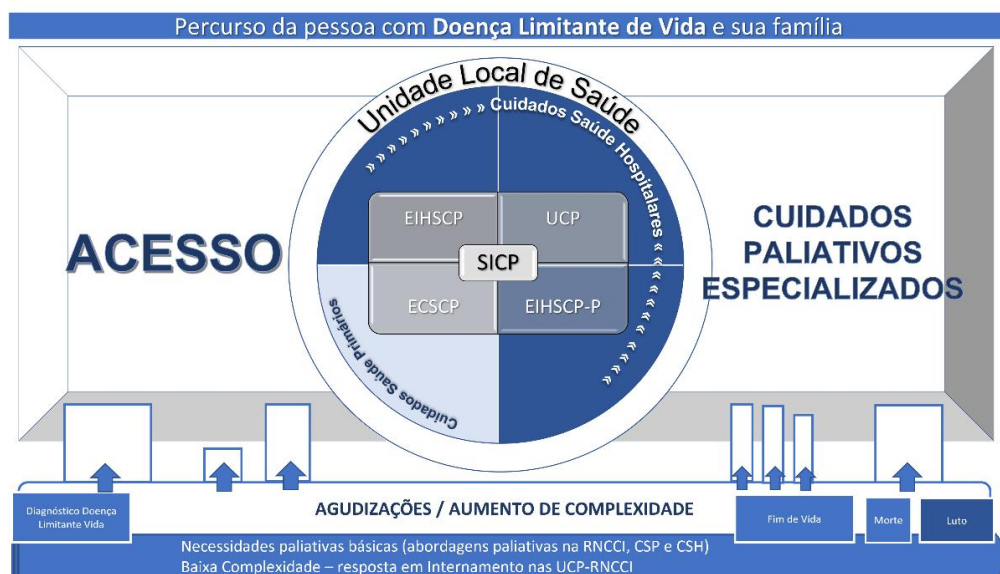 Percurso da pessoa com Doença Limitante de Vida e sua família
Unidade Local de Saúde
» » » » » » » » » » Cuidados Saúde Hospitalares » » » » » » » » » » » » » »
ACESSO
EIHSCP
UCP
SICP
ECSCP
EIHSCP-P
Cuidados Saúde Primários
CUIDADOS
PALIATIVOS
ESPECIALIZADOS
Diagnóstico Doença
Limitante Vida
AGUDIZAÇÕES / AUMENTO DE COMPLEXIDADE
Fim de Vida
Morte
Luto
Necessidades paliativas básicas (abordagens paliativas na RNCCI, CSP e CSH)
Baixa Complexidade – resposta em Internamento nas UCP-RNCCI